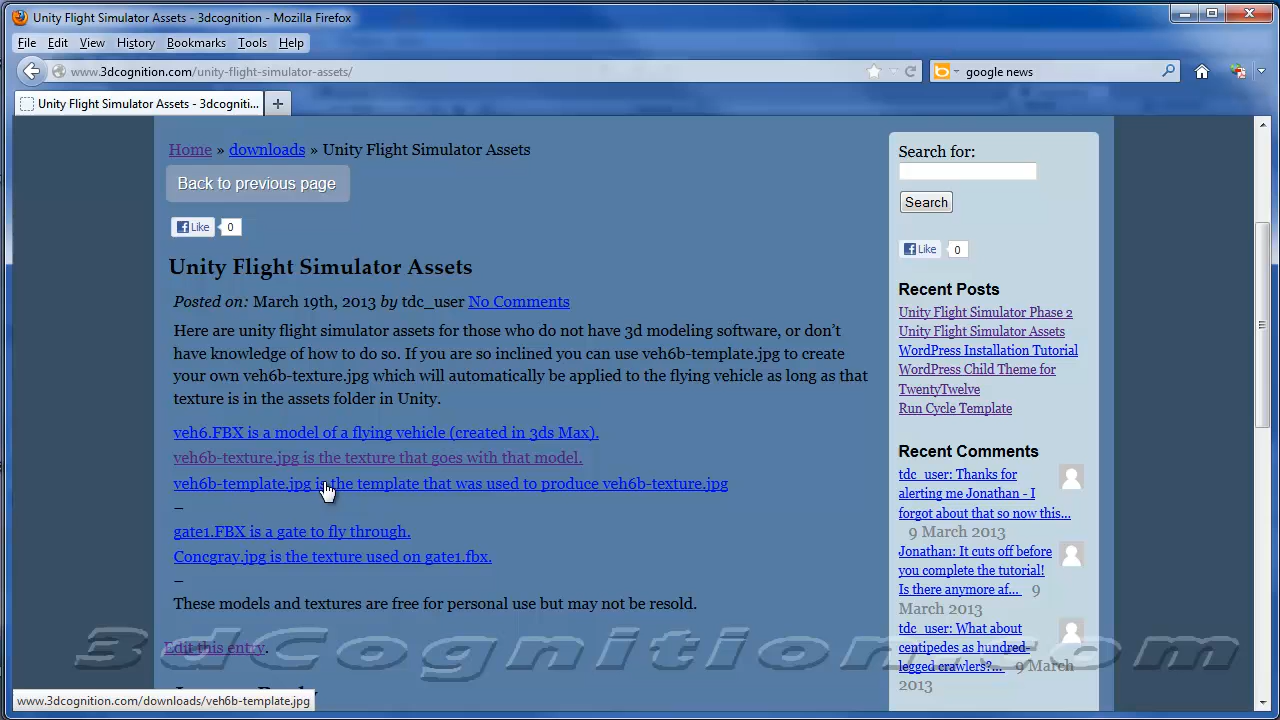 Unity Flight Simulator Assets - 3dcognition - Mozilla Firefox
File Edit View History Bookmarks Tools Help
www.3dcognition.com/unity-flight-simulator-assets/
google news
Unity Flight Simulator Assets - 3dcogniti...
Home » downloads » Unity Flight Simulator Assets
Back to previous page
Like 0
Unity Flight Simulator Assets
Posted on: March 19th, 2013 by tdc_user No Comments
Here are unity flight simulator assets for those who do not have 3d modeling software, or don't
have knowledge of how to do so. If you are so inclined you can use veh6b-template.jpg to create
your own veh6b-texture.jpg which will automatically be applied to the flying vehicle as long as that
texture is in the assets folder in Unity.
veh6.FBX is a model of a flying vehicle (created in 3ds Max).
veh6b-texture.jpg is the texture that goes with that model.
veh6b-template.jpg is the template that was used to produce veh6b-texture.jpg
–
gate1.FBX is a gate to fly through.
Concgray.jpg is the texture used on gate1.fbx.
–
These models and textures are free for personal use but may not be resold.
Edit this entry.
3dCognition.com
www.3dcognition.com/downloads/veh6b-template.jpg
Search for:
Search
Like 0
Recent Posts
Unity Flight Simulator Phase 2
Unity Flight Simulator Assets
WordPress Installation Tutorial
WordPress Child Theme for
TwentyTwelve
Run Cycle Template
Recent Comments
tdc_user: Thanks for
alerting me Jonathan - I
forgot about that so now this...
9 March 2013
Jonathan: It cuts off before
you complete the tutorial!
Is there anymore af... 9
March 2013
tdc_user: What about
centipedes as hundred-
legged crawlers?... 9 March
2013